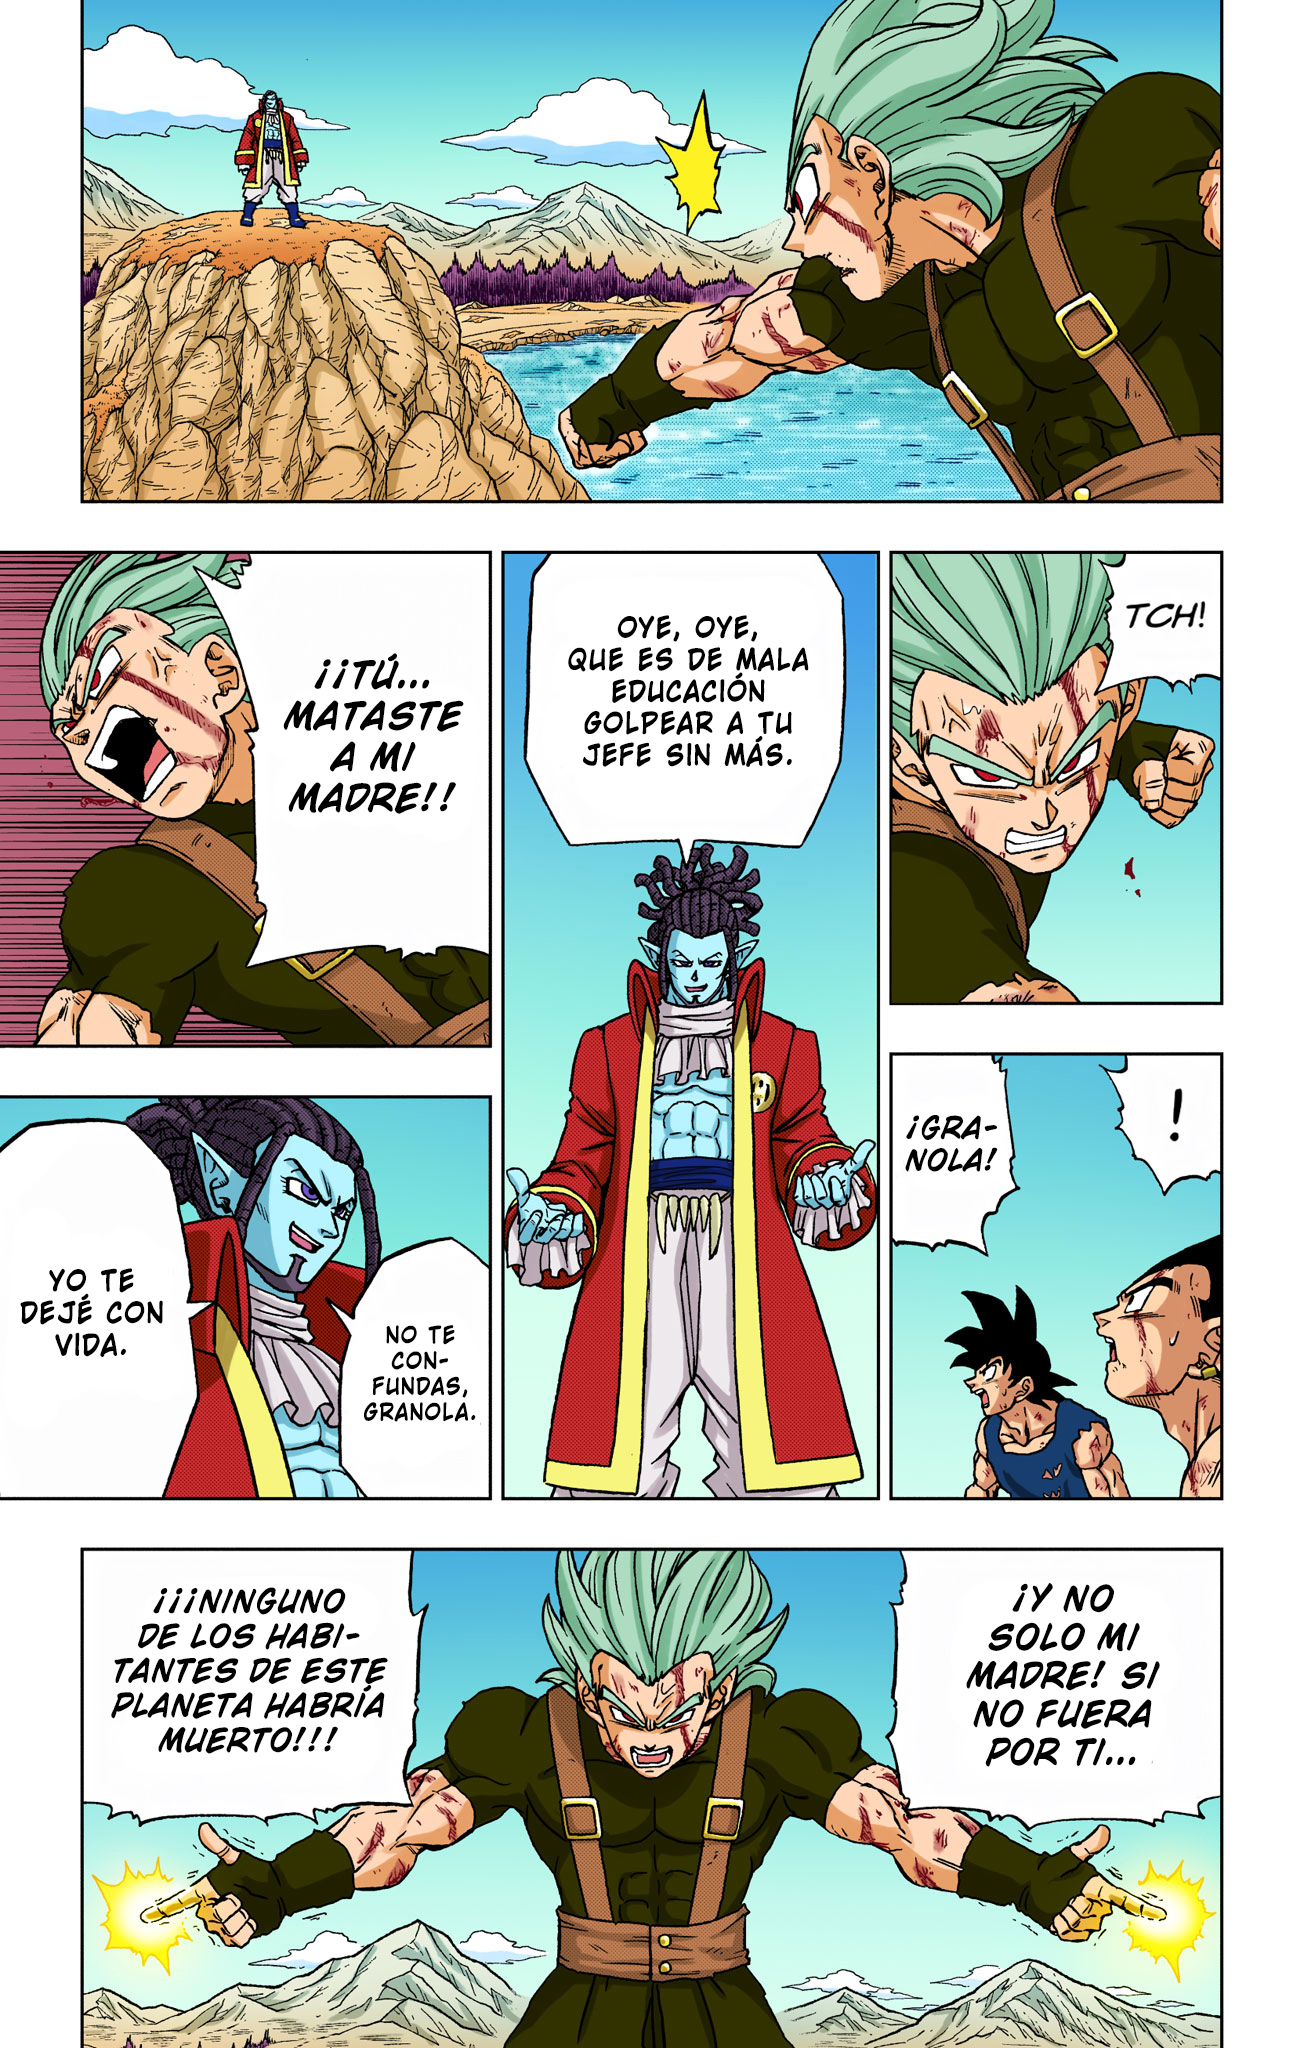 TCH!
OYE, OYE,
QUE ES DE MALA
EDUCACIÓN
GOLPEAR A TU
JEFE SIN MÁS.
¡¡TÚ...
MATASTE
A MI
MADRE!!
!
¡GRA-
NOLA!
NO TE
CON-
FUNDAS,
GRANOLA.
YO TE
DEJÉ CON
VIDA.
¡Y NO
SOLO MI
MADRE! SI
NO FUERA
POR TI...
¡¡¡NINGUNO
DE LOS HABI-
TANTES DE ESTE
PLANETA HABRÍA
MUERTO!!!